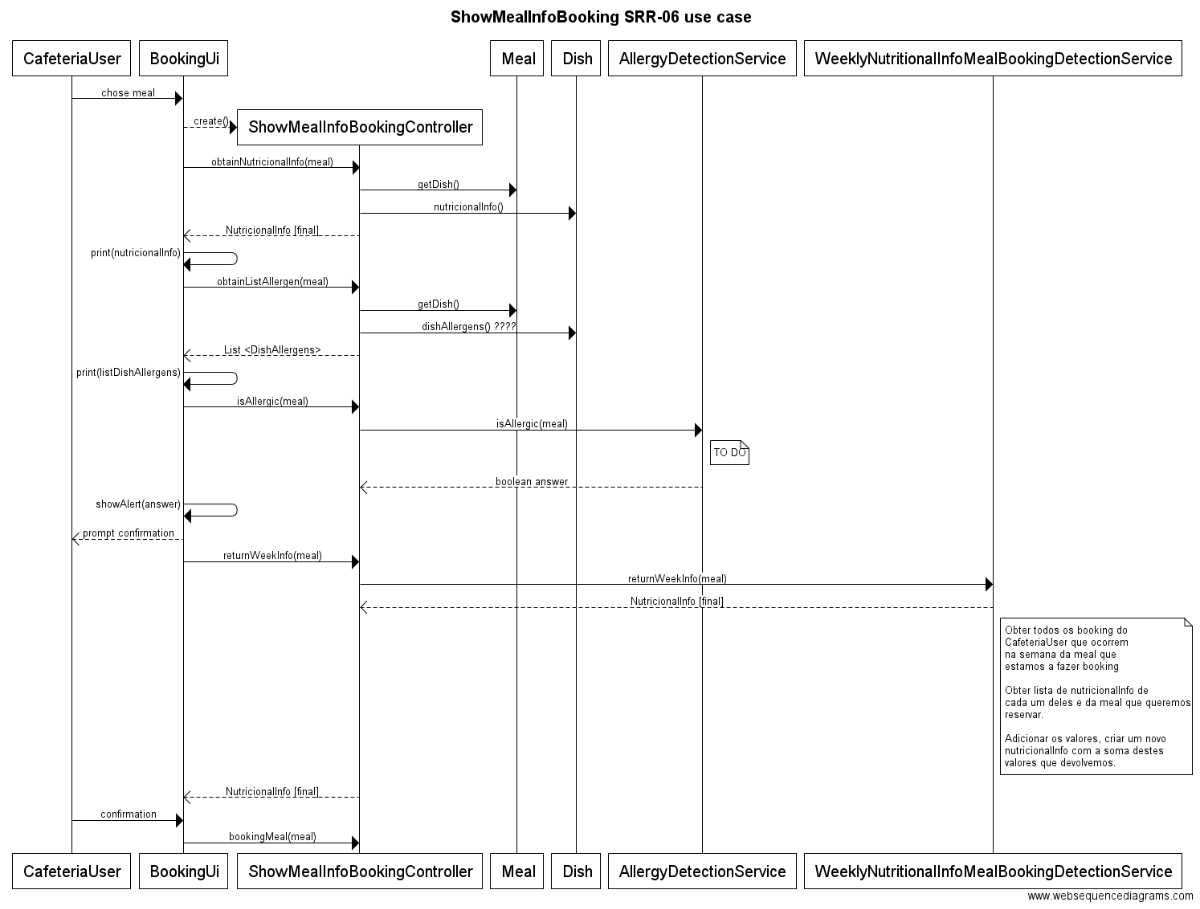 ShowMealInfoBooking SRR-06 use case
CafeteriaUser
BookingUi
Meal
Dish
AllergyDetectionService
WeeklyNutritionalInfoMealBookingDetectionService
chose meal
create()
ShowMealInfoBookingController
obtainNutricionalInfo(meal)
getDish()
nutricionalInfo()
NutricionalInfo [final]
print(nutricionalInfo)
obtainListAllergen(meal)
getDish()
dishAllergens() ????
List <DishAllergens>
print(listDishAllergens)
isAllergic(meal)
isAllergic(meal)
TO DO
boolean answer
showAlert(answer)
prompt confirmation
returnWeekInfo(meal)
returnWeekInfo(meal)
NutricionalInfo [final]
Obter todos os booking do
CafeteriaUser que ocorrem
na semana da meal que
estamos a fazer booking
Obter lista de nutricionalInfo de
cada um deles e da meal que queremos
reservar.
Adicionar os valores, criar um novo
nutricionalInfo com a soma destes
valores que devolvemos.
NutricionalInfo [final]
confirmation
bookingMeal(meal)
CafeteriaUser
BookingUi
ShowMealInfoBookingController
Meal
Dish
AllergyDetectionService
WeeklyNutritionalInfoMealBookingDetectionService
www.websequencediagrams.com